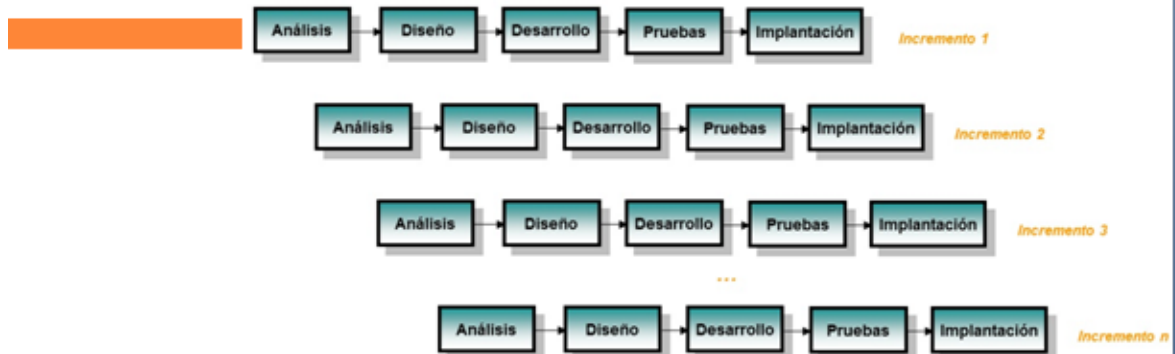 Análisis Diseño Desarrollo Pruebas Implantación Incremento 1
Análisis Diseño Desarrollo Pruebas Implantación Incremento 2
Análisis Diseño Desarrollo Pruebas Implantación Incremento 3
...
Análisis Diseño Desarrollo Pruebas Implantación Incremento n